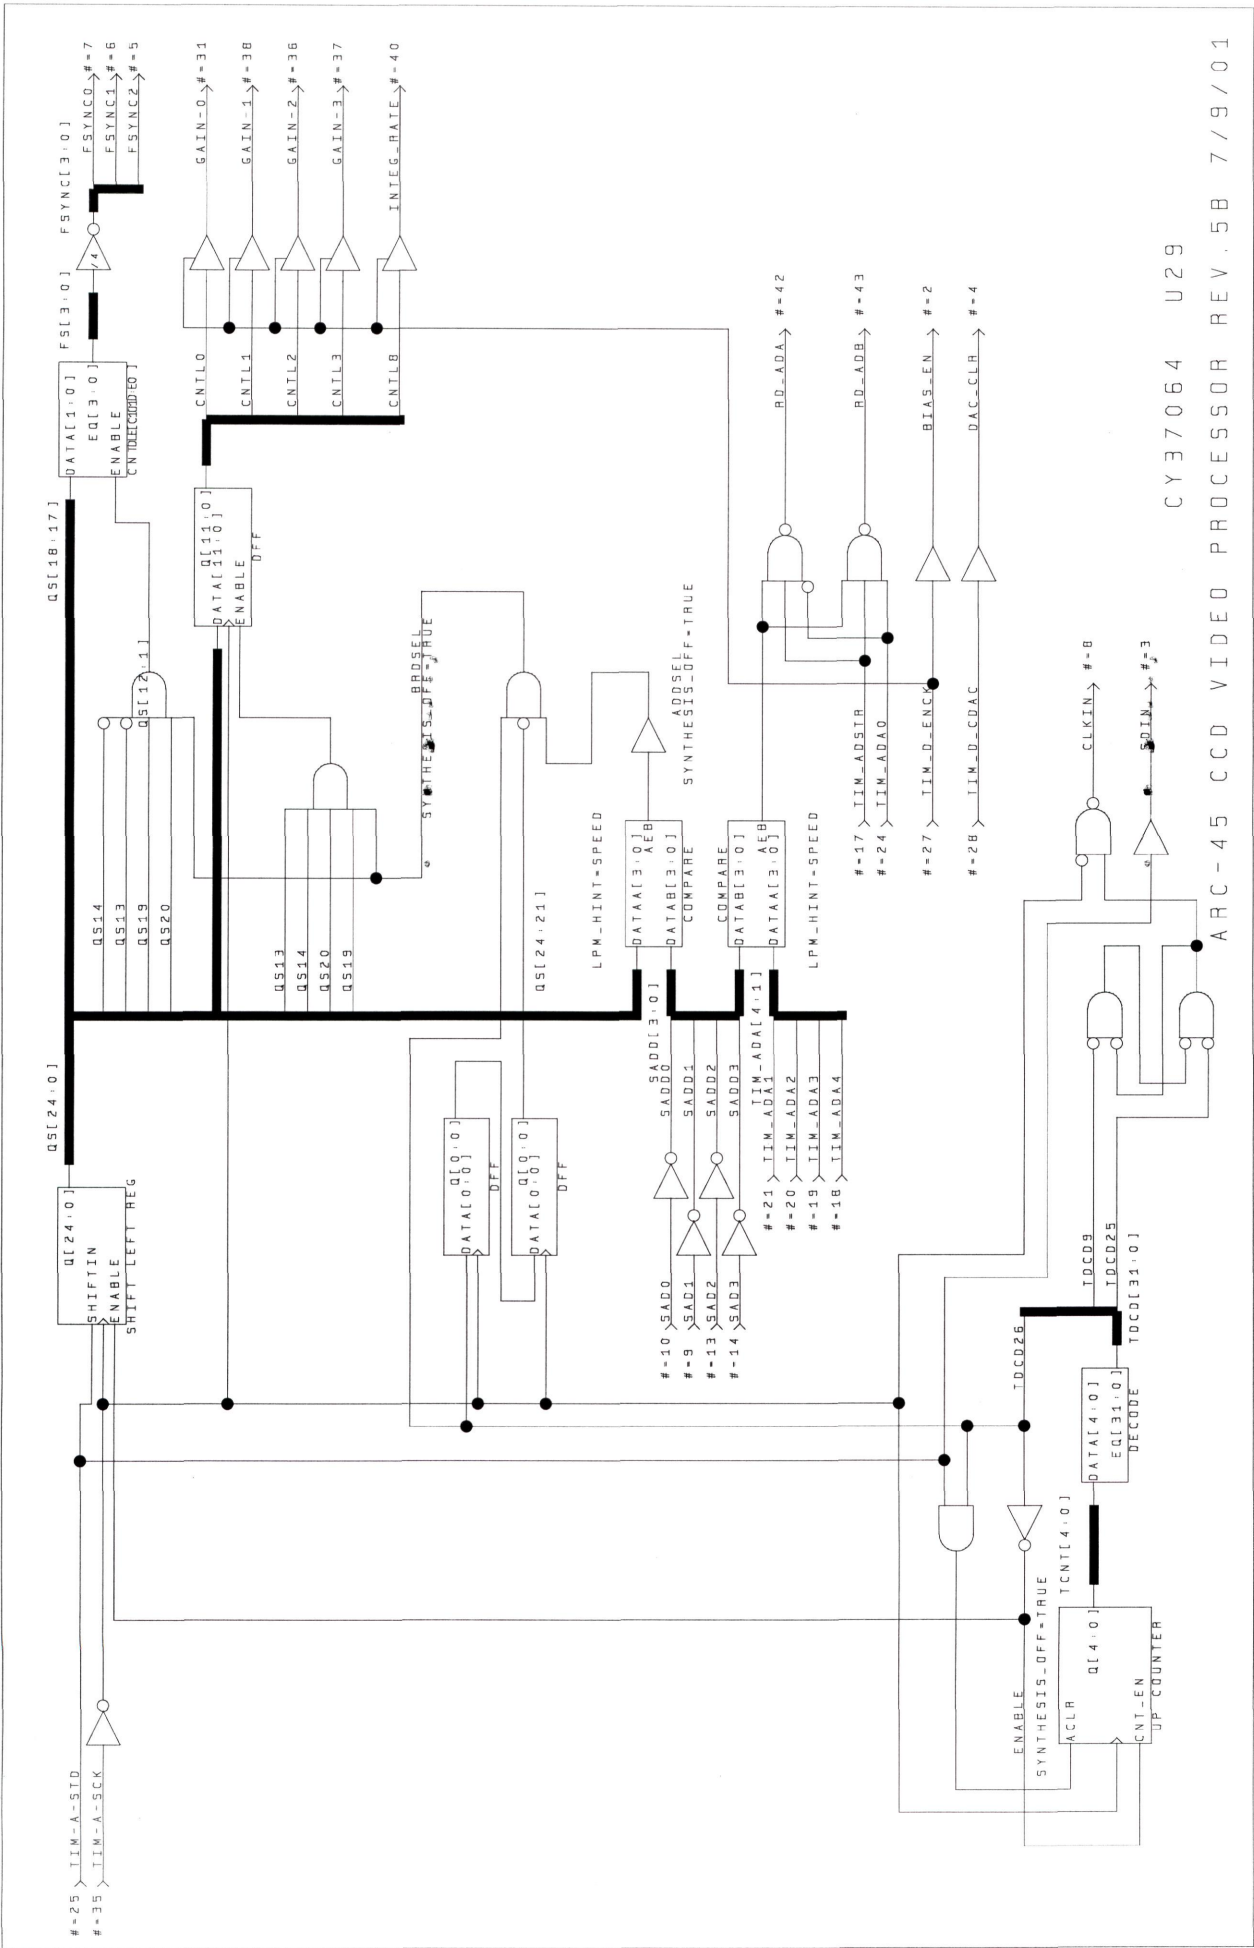 #=25 TIM-A-STD
#=35 TIM-A-SCK
Q[24:0]
SHIFTIN
ENABLE
SHIFT LEFT REG
QS[24:0]
QS[18:17]
DATA[1:0]
EQ[3:0]
ENABLE
FS[3:0]
/4
FSYNC[3:0]
FSYNC0 #=7
FSYNC1 #=6
FSYNC2 #=5
QS14
QS13
QS19
QS20
QS[12:1]
Q[11:0]
DATA[11:0]
ENABLE
DFF
CNTL0
CNTL1
CNTL2
CNTL3
CNTL8
GAIN-0 #=31
GAIN-1 #=38
GAIN-2 #=36
GAIN-3 #=37
INTEG_RATE #=40
QS13
QS14
QS20
QS19
BRDSEL
SYNTHESIS_OFF=TRUE
Q[0:0]
DATA[0:0]
DFF
Q[0:0]
DATA[0:0]
DFF
QS[24:21]
LPM_HINT=SPEED
DATAA[3:0]
AEB
DATAB[3:0]
COMPARE
ADDSEL
SYNTHESIS_OFF=TRUE
COMPARE
DATAB[3:0]
AEB
DATAA[3:0]
LPM_HINT=SPEED
#=10 SAD0
#=9 SAD1
#=13 SAD2
#=14 SAD3
SADD[3:0]
SADD0
SADD1
SADD2
SADD3
TIM_ADA[4:1]
#=21 TIM_ADA1
#=20 TIM_ADA2
#=19 TIM_ADA3
#=18 TIM_ADA4
#=17 TIM_ADSTR
#=24 TIM_ADA0
#=27 TIM_D_ENCK
#=28 TIM_D_CDAC
RD_ADA #=42
RD_ADB #=43
BIAS_EN #=2
DAC_CLR #=4
ENABLE
SYNTHESIS_OFF=TRUE
ACLR
Q[4:0]
CNT_EN
UP COUNTER
TCNT[4:0]
DATA[4:0]
EQ[31:0]
DECODE
TDCD26
TDCD9
TDCD25
TDCD[31:0]
CLKIN #=8
SDIN #=3
CY37064 U29
ARC-45 CCD VIDEO PROCESSOR REV.5B 7/9/01